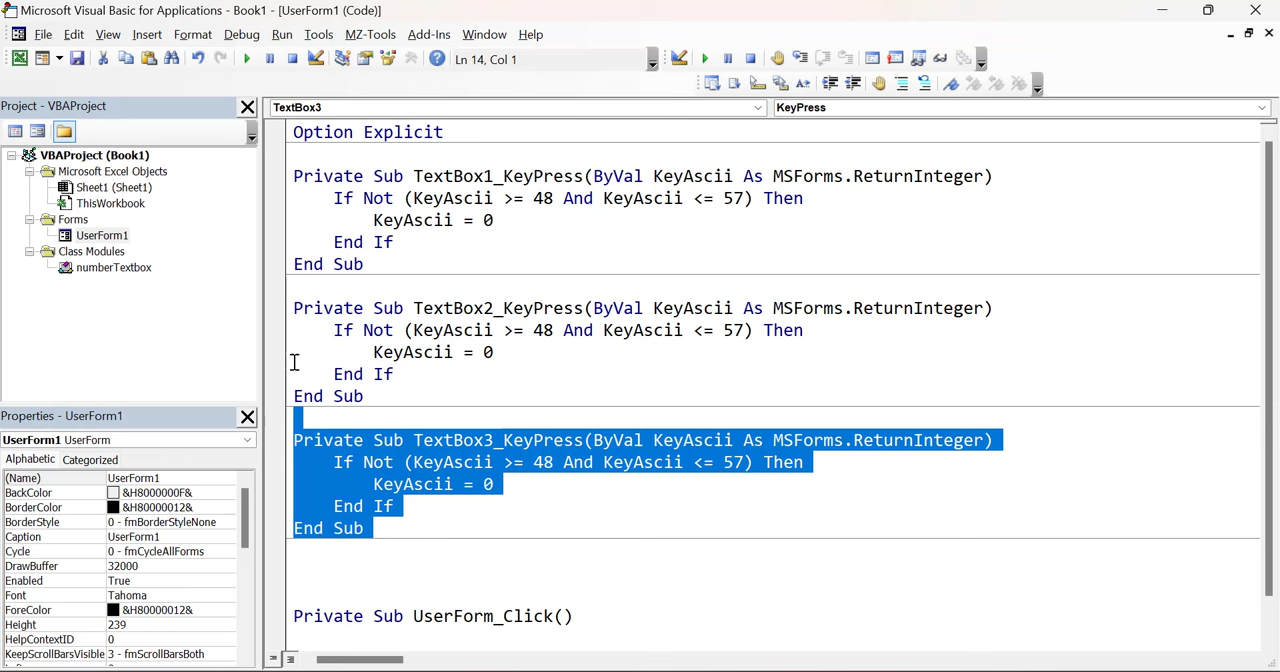 Microsoft Visual Basic for Applications - Book1 - [UserForm1 (Code)]
File Edit View Insert Format Debug Run Tools MZ-Tools Add-Ins Window Help
Ln 14, Col 1
Project - VBAProject
TextBox3
KeyPress
VBAProject (Book1)
Microsoft Excel Objects
Sheet1 (Sheet1)
ThisWorkbook
Forms
UserForm1
Class Modules
numberTextbox
Properties - UserForm1
UserForm1 UserForm
Alphabetic Categorized
(Name) UserForm1
BackColor &H8000000F&
BorderColor &H80000012&
BorderStyle 0 - fmBorderStyleNone
Caption UserForm1
Cycle 0 - fmCycleAllForms
DrawBuffer 32000
Enabled True
Font Tahoma
ForeColor &H80000012&
Height 239
HelpContextID 0
KeepScrollBarsVisible 3 - fmScrollBarsBoth
Option Explicit
Private Sub TextBox1_KeyPress(ByVal KeyAscii As MSForms.ReturnInteger)
If Not (KeyAscii >= 48 And KeyAscii <= 57) Then
KeyAscii = 0
End If
End Sub
Private Sub TextBox2_KeyPress(ByVal KeyAscii As MSForms.ReturnInteger)
If Not (KeyAscii >= 48 And KeyAscii <= 57) Then
KeyAscii = 0
End If
End Sub
Private Sub TextBox3_KeyPress(ByVal KeyAscii As MSForms.ReturnInteger)
If Not (KeyAscii >= 48 And KeyAscii <= 57) Then
KeyAscii = 0
End If
End Sub
Private Sub UserForm_Click()